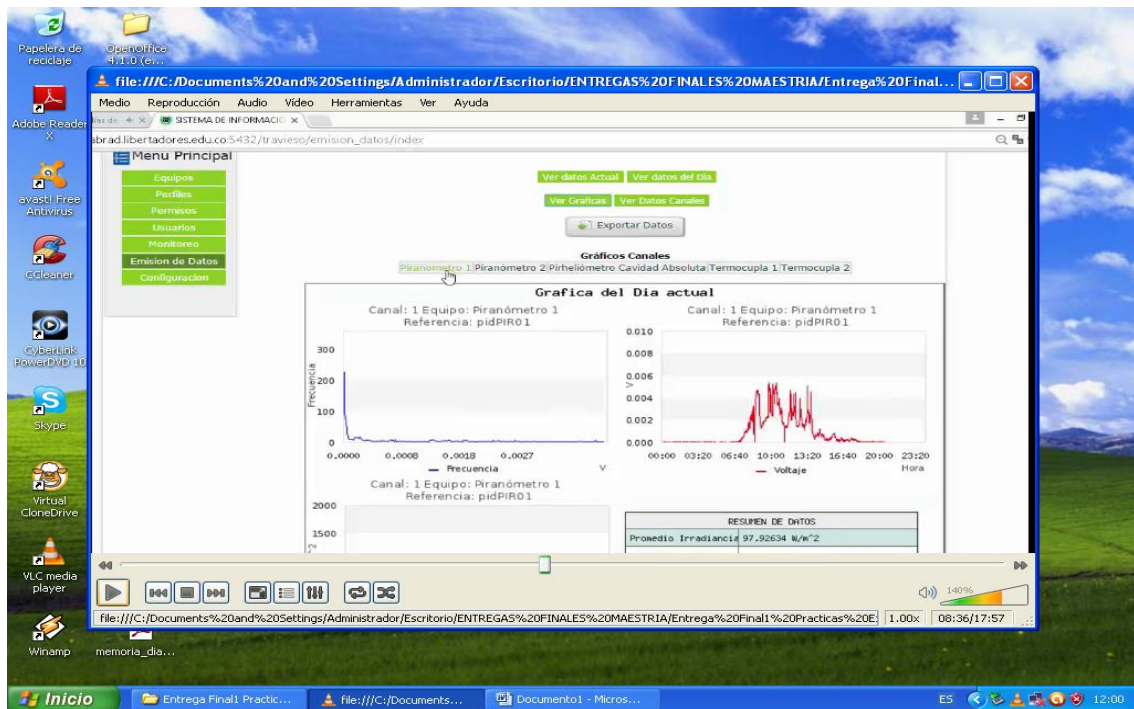 Papelera de
reciclaje
OpenOffice
4.1.0 (e...
Adobe Reader
X
avast! Free
Antivirus
CCleaner
CyberLink
PowerDVD 10
Skype
Virtual
CloneDrive
VLC media
player
Winamp
memoria_dia...
file:///C:/Documents%20and%20Settings/Administrador/Escritorio/ENTREGAS%20FINALES%20MAESTRIA/Entrega%20Final...
Medio Reproducción Audio Vídeo Herramientas Ver Ayuda
SISTEMA DE INFORMACIO
abrad.libertadores.edu.co:5432/travieso/emision_datos/index
Menu Principal
Equipos
Perfiles
Permisos
Usuarios
Monitoreo
Emision de Datos
Configuracion
Ver datos Actual Ver datos del Dia
Ver Graficas Ver Datos Canales
Exportar Datos
Gráficos Canales
Piranometro 1 Piranómetro 2 Pirheliómetro Cavidad Absoluta Termocupla 1 Termocupla 2
Grafica del Dia actual
Canal: 1 Equipo: Piranómetro 1
Referencia: pidPIR01
300
200
100
0
Frecuencia
0.0000 0.0008 0.0018 0.0027
Frecuencia V
Canal: 1 Equipo: Piranómetro 1
Referencia: pidPIR01
0.010
0.008
0.006
0.004
0.002
0.000
V
00:00 03:20 06:40 10:00 13:20 16:40 20:00 23:20
Voltaje Hora
Canal: 1 Equipo: Piranómetro 1
Referencia: pidPIR01
2000
1500
RESUMEN DE DATOS
Promedio Irradiancia 97.92634 W/m^2
140%
file:///C:/Documents%20and%20Settings/Administrador/Escritorio/ENTREGAS%20FINALES%20MAESTRIA/Entrega%20Final1%20Practicas%20E: 1.00x 08:36/17:57
Inicio Entrega Final1 Practic... file:///C:/Documents... Documento1 - Micros... ES 12:00